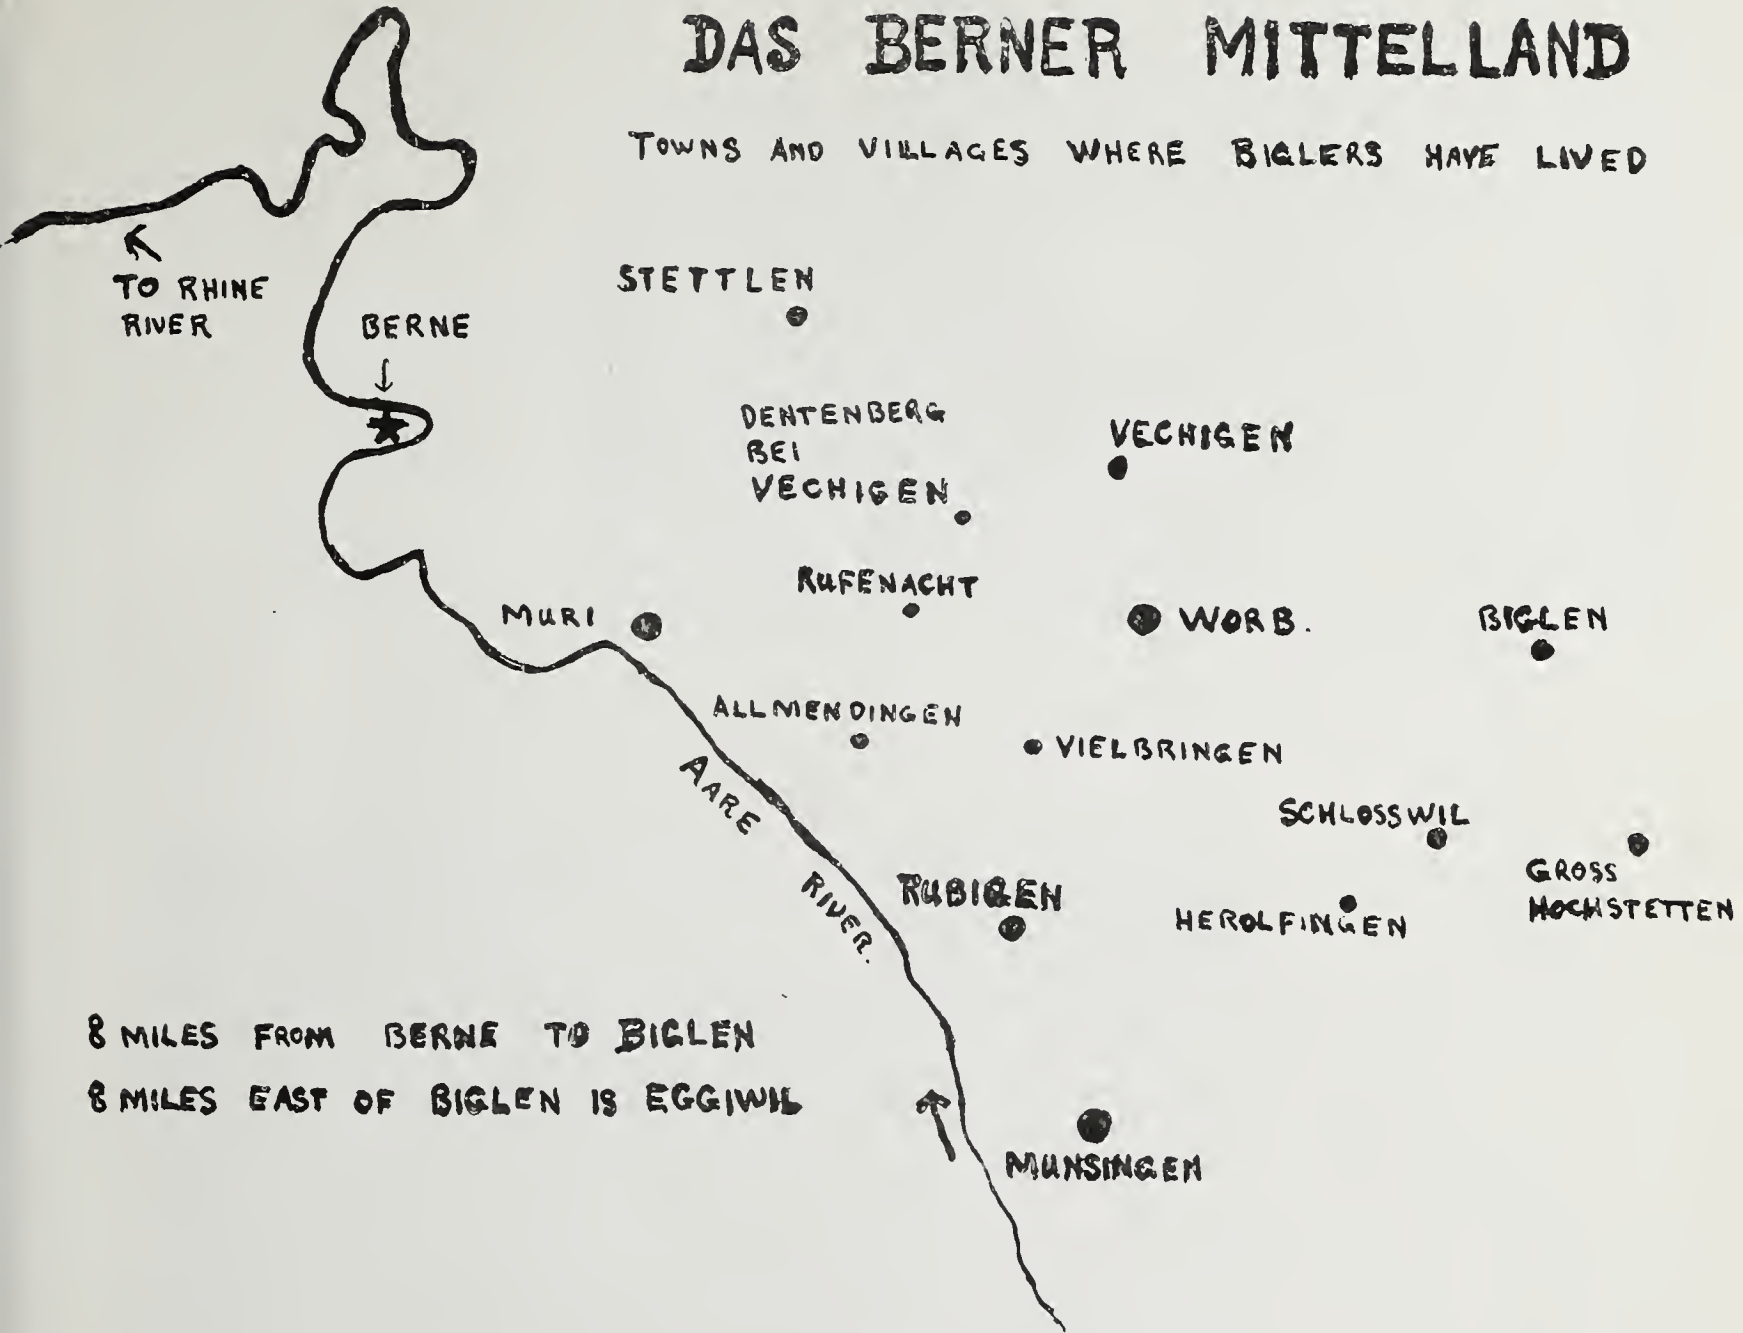 DAS BERNER MITTELLAND
TOWNS AND VILLAGES WHERE BIGLERS HAVE LIVED
TO RHINE
RIVER
BERNE
STETTLEN
DENTENBERG
BEI
VECHIGEN
VECHIGEN
RUFENACHT
MURI
WORB.
BIGLEN
ALLMENDINGEN
VIELBRINGEN
AARE RIVER.
SCHLOSSWIL
GROSS
HOCHSTETTEN
RUBIGEN
HEROLFINGEN
8 MILES FROM BERNE TO BIGLEN
8 MILES EAST OF BIGLEN IS EGGIWIL
MUNSINGEN